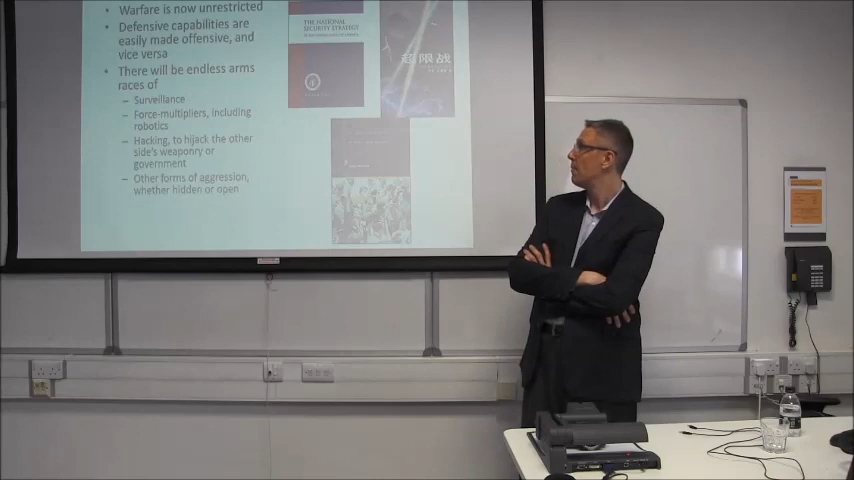 • Warfare is now unrestricted
• Defensive capabilities are
easily made offensive, and
vice versa
• There will be endless arms
races of
– Surveillance
– Force-multipliers, including
robotics
– Hacking, to hijack the other
side's weaponry or
government
– Other forms of aggression,
whether hidden or open
THE NATIONAL
SECURITY STRATEGY
超限战